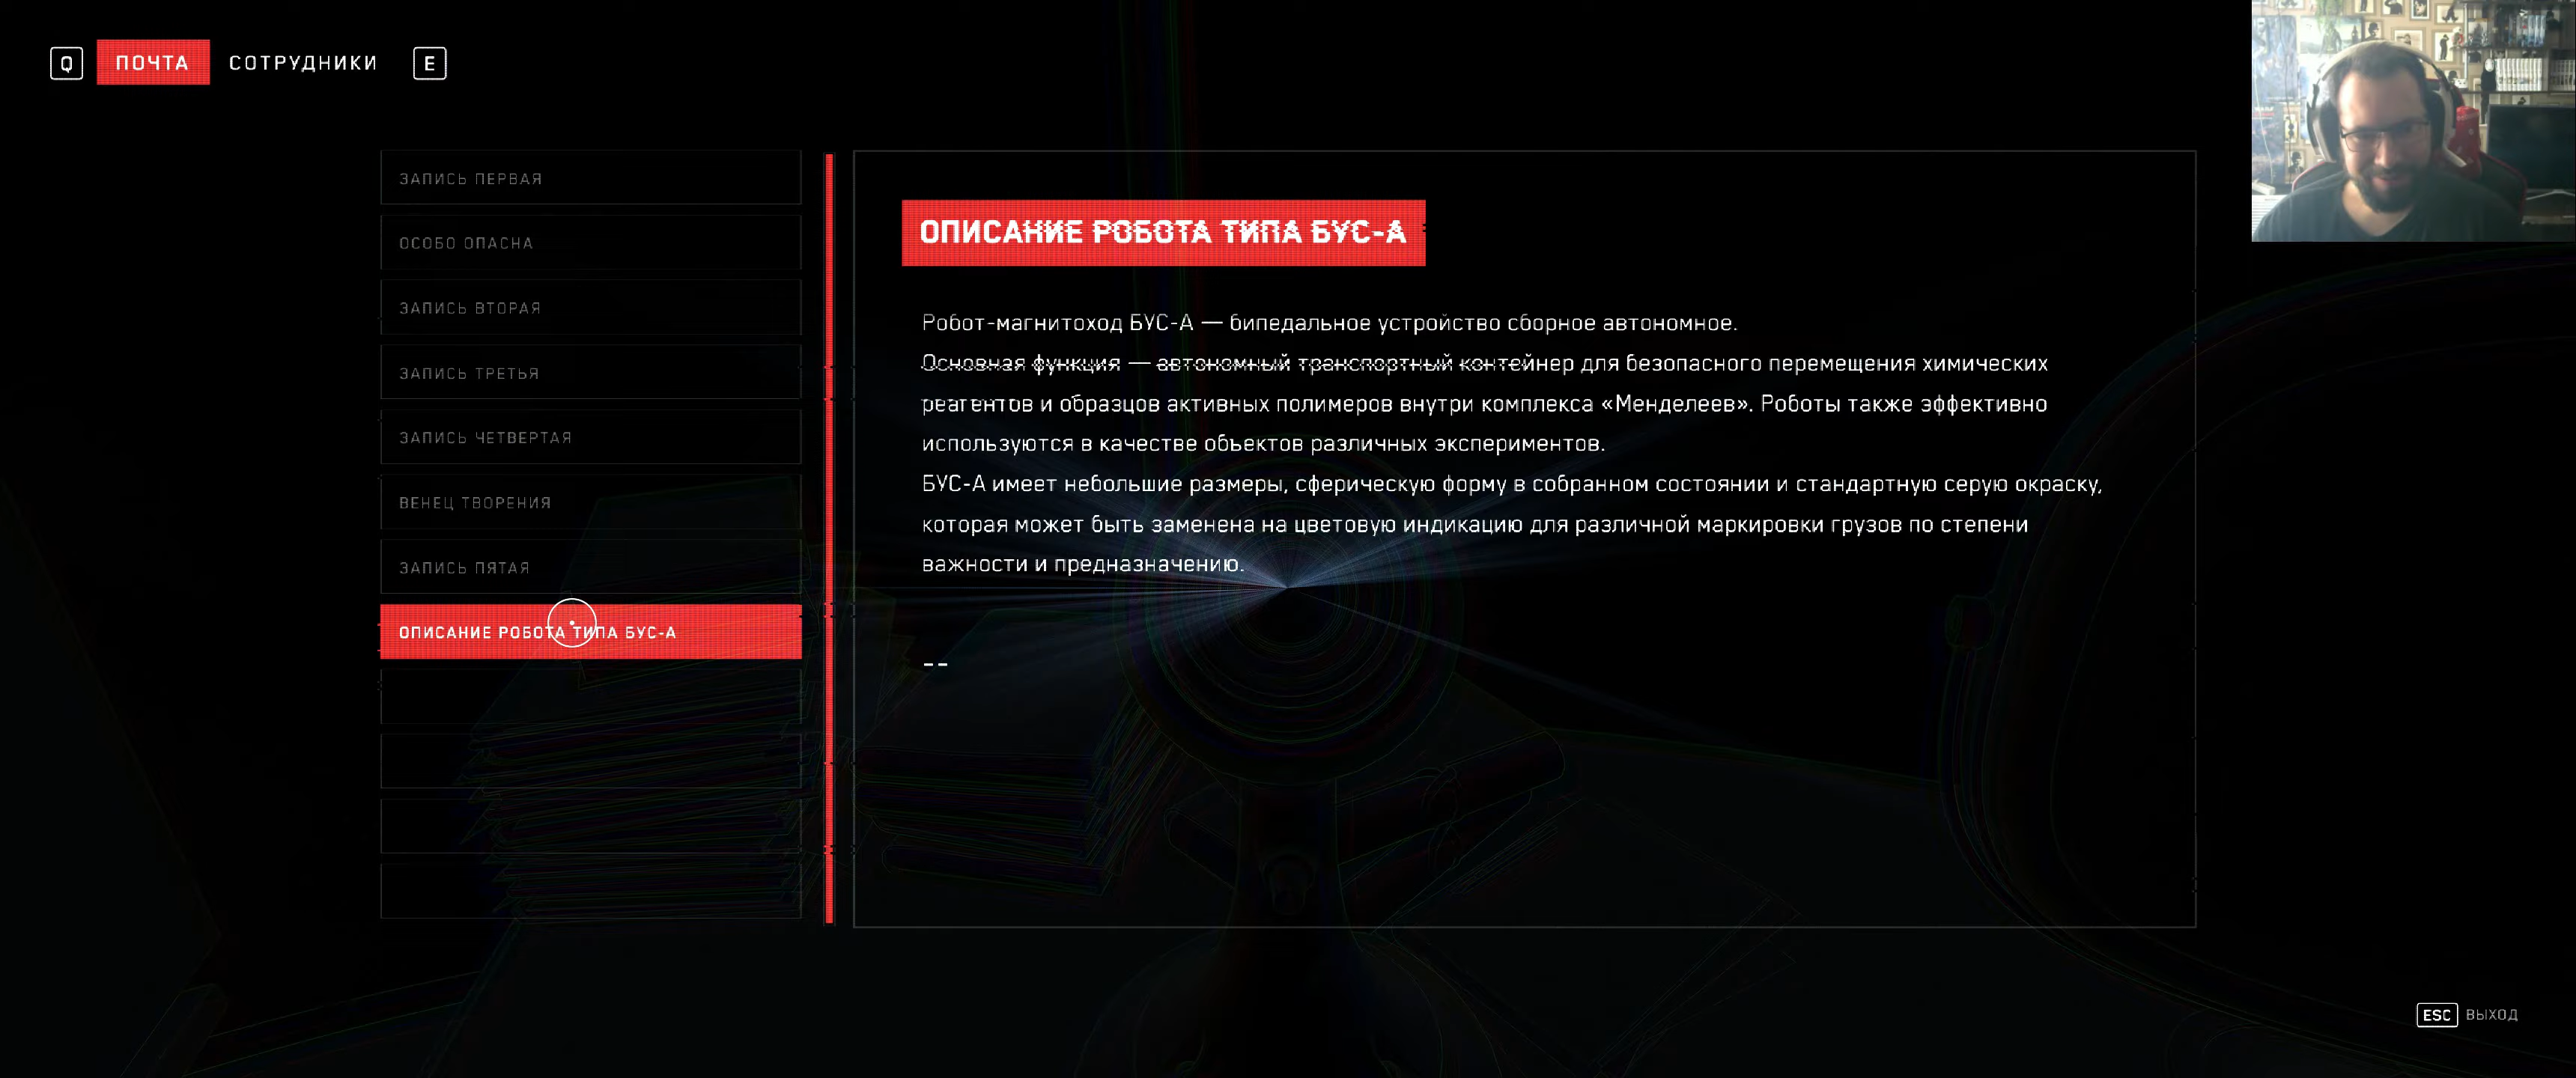 Q ПОЧТА СОТРУДНИКИ E
ЗАПИСЬ ПЕРВАЯ
ОСОБО ОПАСНА
ЗАПИСЬ ВТОРАЯ
ЗАПИСЬ ТРЕТЬЯ
ЗАПИСЬ ЧЕТВЕРТАЯ
ВЕНЕЦ ТВОРЕНИЯ
ЗАПИСЬ ПЯТАЯ
ОПИСАНИЕ РОБОТА ТИПА БУС-А
ОПИСАНИЕ РОБОТА ТИПА БУС-А
Робот-магнитоход БУС-А — бипедальное устройство сборное автономное.
Основная функция — автономный транспортный контейнер для безопасного перемещения химических
реагентов и образцов активных полимеров внутри комплекса «Менделеев». Роботы также эффективно
используются в качестве объектов различных экспериментов.
БУС-А имеет небольшие размеры, сферическую форму в собранном состоянии и стандартную серую окраску,
которая может быть заменена на цветовую индикацию для различной маркировки грузов по степени
важности и предназначению.
--
ESC ВЫХОД